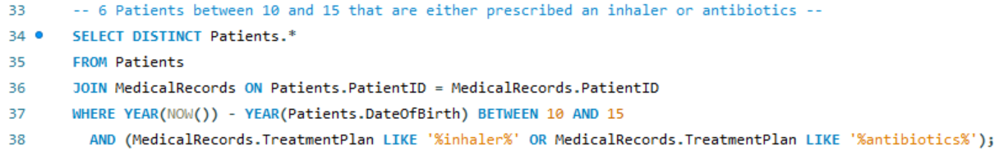 33 -- 6 Patients between 10 and 15 that are either prescribed an inhaler or antibiotics --
34 SELECT DISTINCT Patients.*
35 FROM Patients
36 JOIN MedicalRecords ON Patients.PatientID = MedicalRecords.PatientID
37 WHERE YEAR(NOW()) - YEAR(Patients.DateOfBirth) BETWEEN 10 AND 15
38 AND (MedicalRecords.TreatmentPlan LIKE '%inhaler%' OR MedicalRecords.TreatmentPlan LIKE '%antibiotics%');